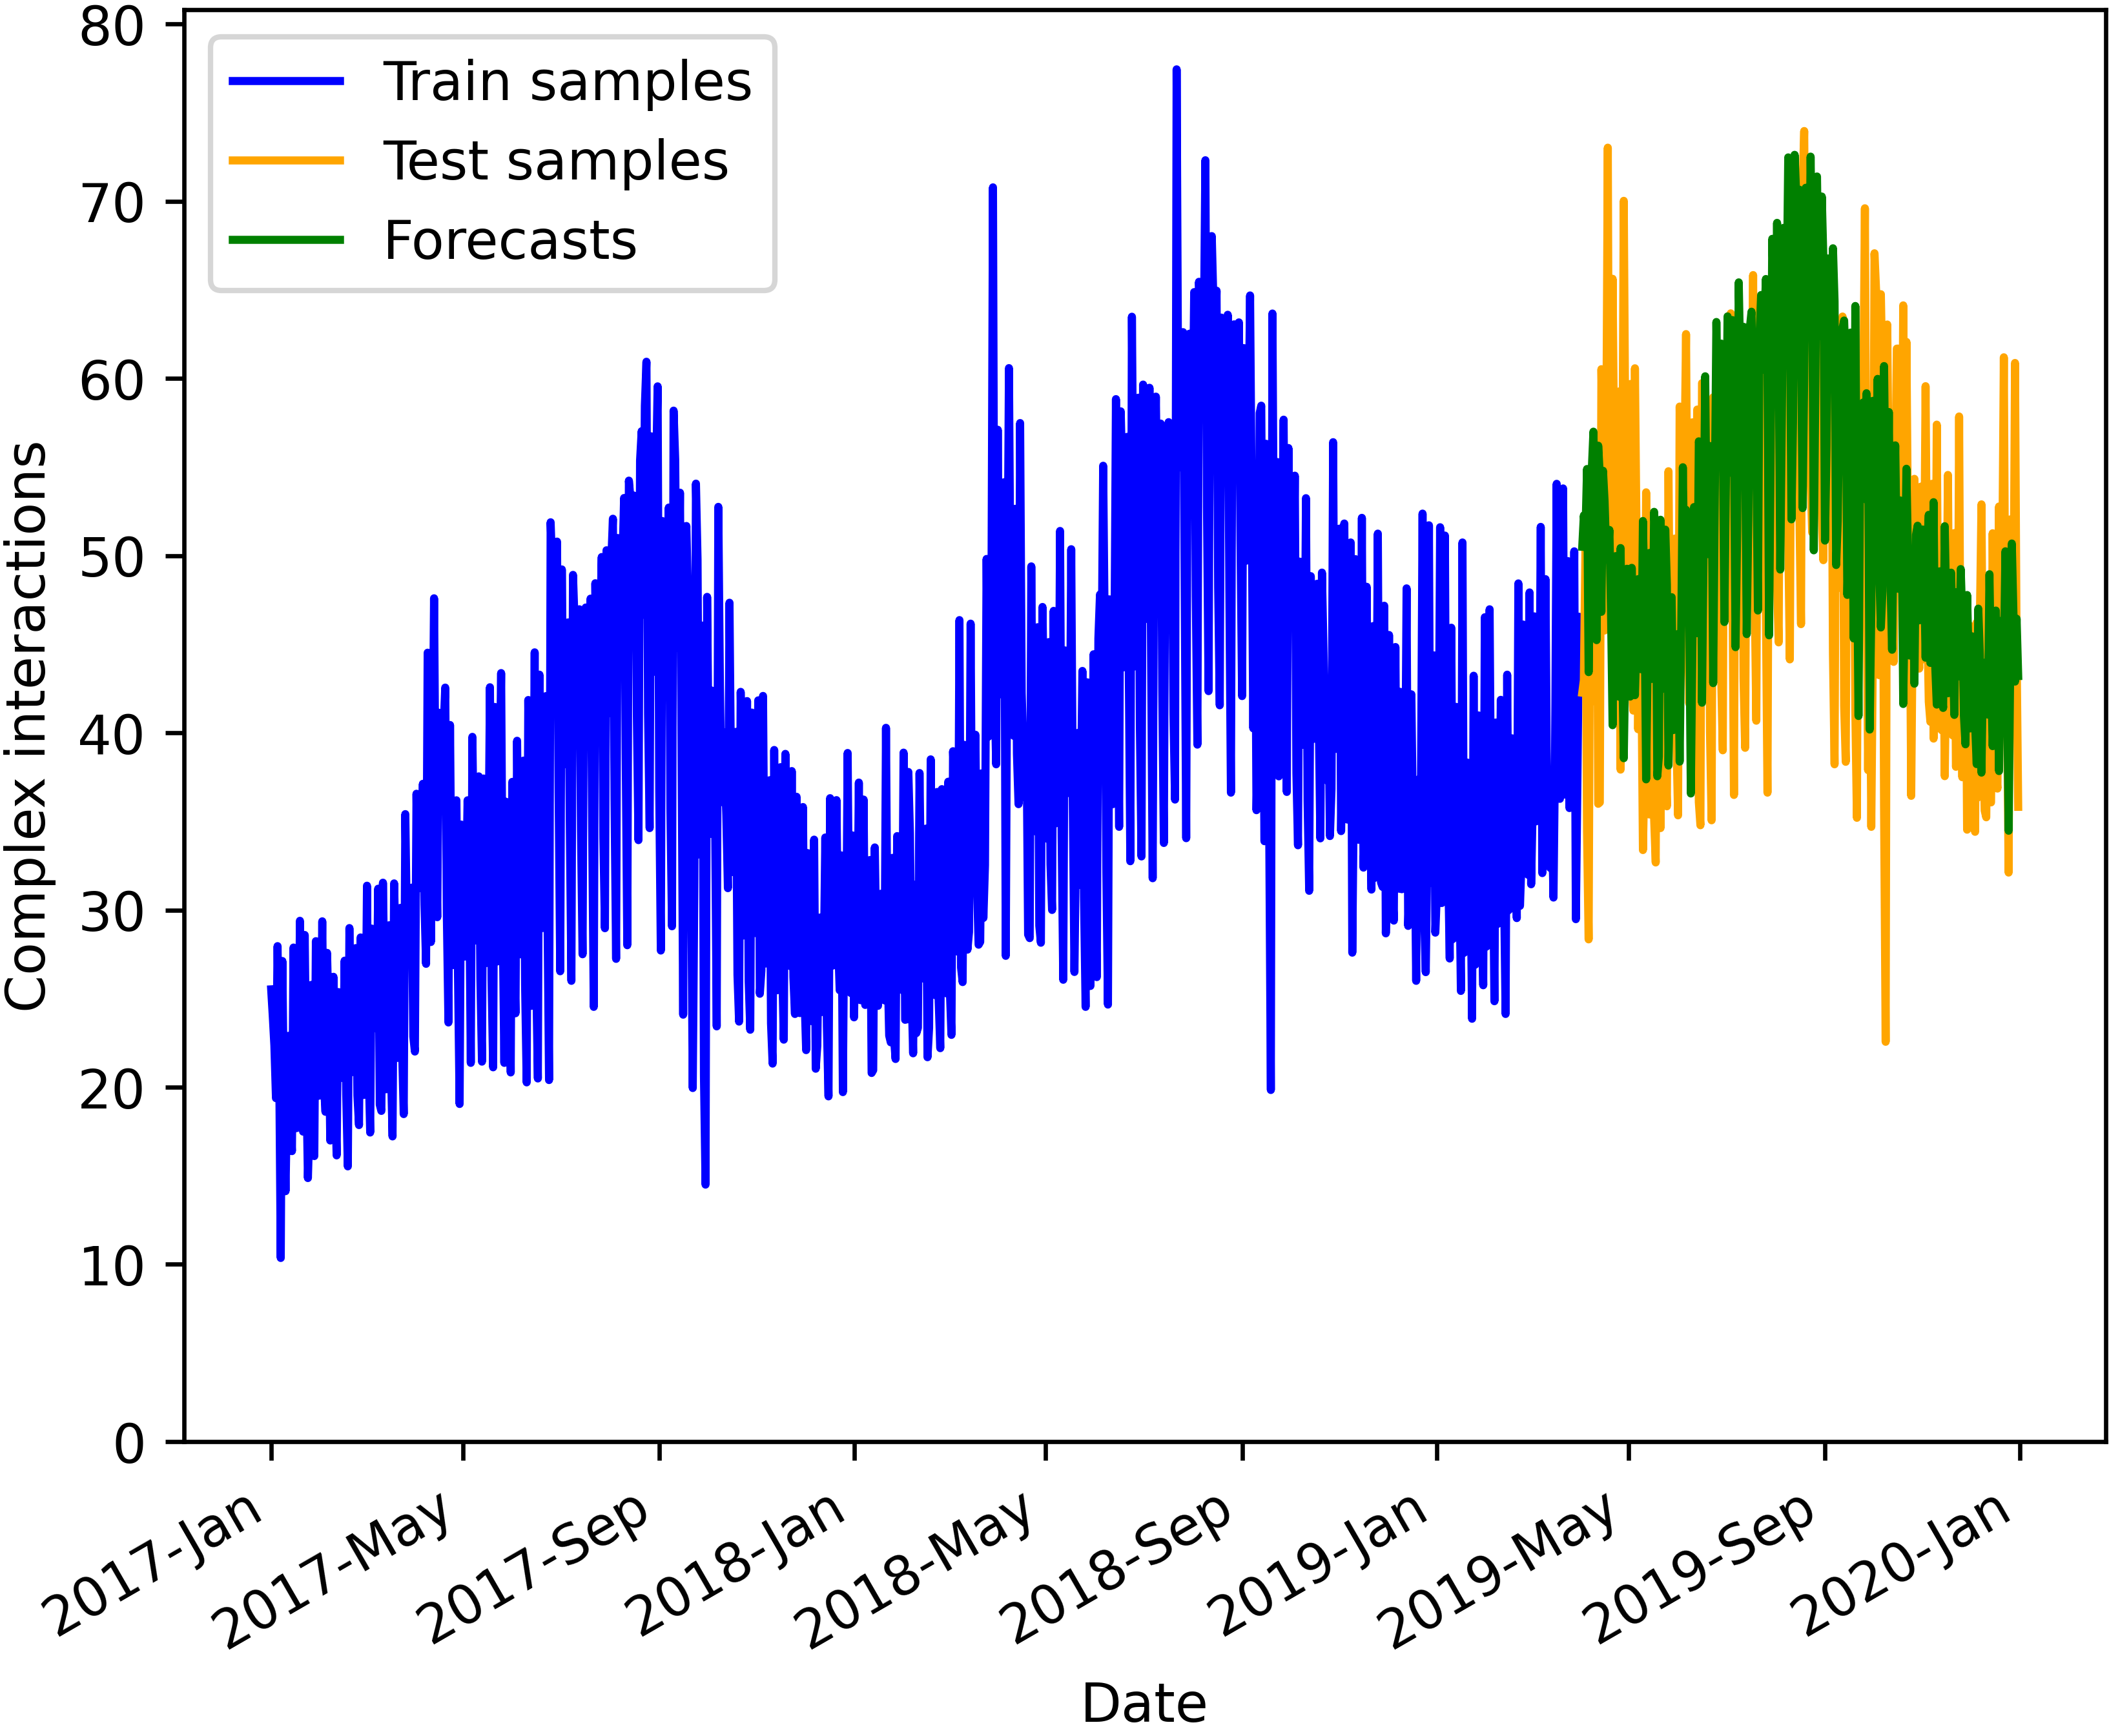 80
70
60
50
40
30
20
10
0
Complex interactions
Train samples
Test samples
Forecasts
2017-Jan
2017-May
2017-Sep
2018-Jan
2018-May
2018-Sep
2019-Jan
2019-May
2019-Sep
2020-Jan
Date